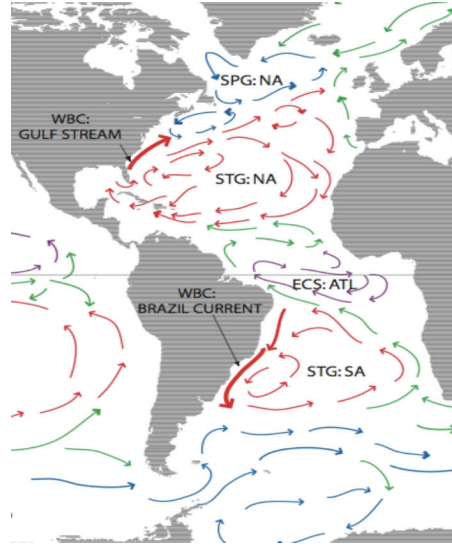 SPG: NA
WBC:
GULF STREAM
STG: NA
ECS: ATL
WBC:
BRAZIL CURRENT
STG: SA